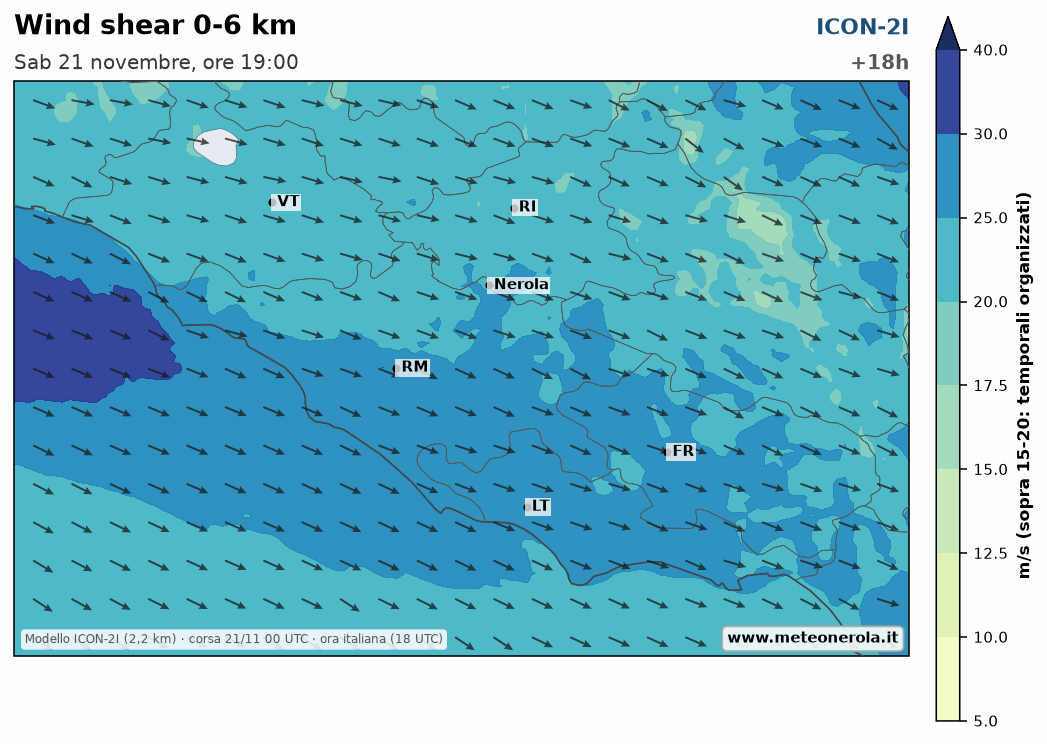 Wind shear 0-6 km
ICON-2I
Sab 21 novembre, ore 19:00
+18h
VT
RI
Nerola
RM
FR
LT
Modello ICON-2I (2,2 km) · corsa 21/11 00 UTC · ora italiana (18 UTC)
www.meteonerola.it
40.0
30.0
25.0
20.0
17.5
15.0
12.5
10.0
5.0
m/s (sopra 15-20: temporali organizzati)